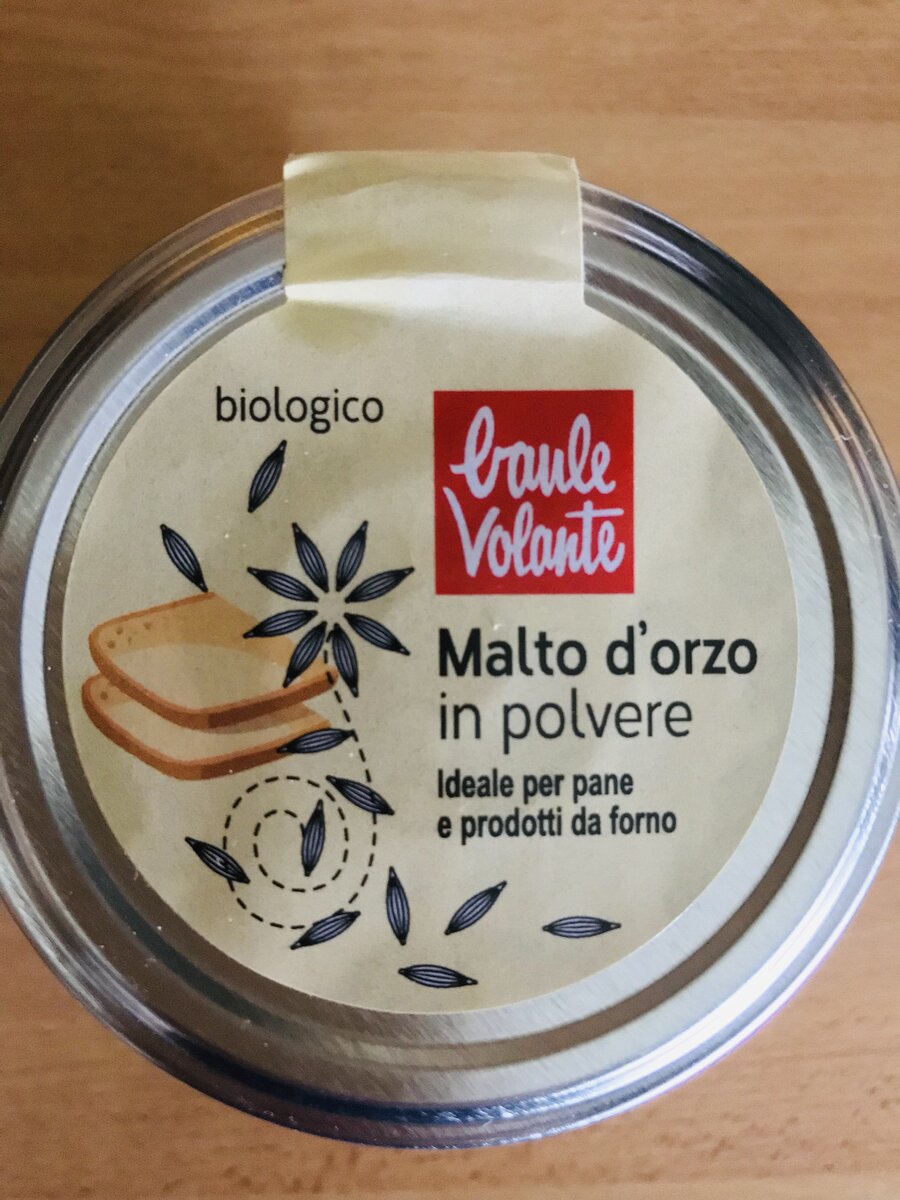 biologico
baule
Volante
Malto d'orzo
in polvere
Ideale per pane
e prodotti da forno